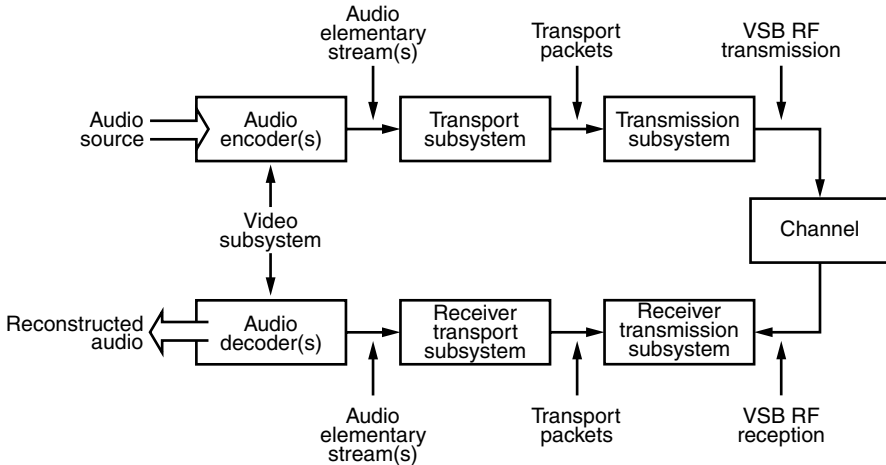 Audio
elementary
stream(s)
Transport
packets
VSB RF
transmission
Audio
source
Audio
encoder(s)
Transport
subsystem
Transmission
subsystem
Channel
Video
subsystem
Reconstructed
audio
Audio
decoder(s)
Receiver
transport
subsystem
Receiver
transmission
subsystem
Audio
elementary
stream(s)
Transport
packets
VSB RF
reception